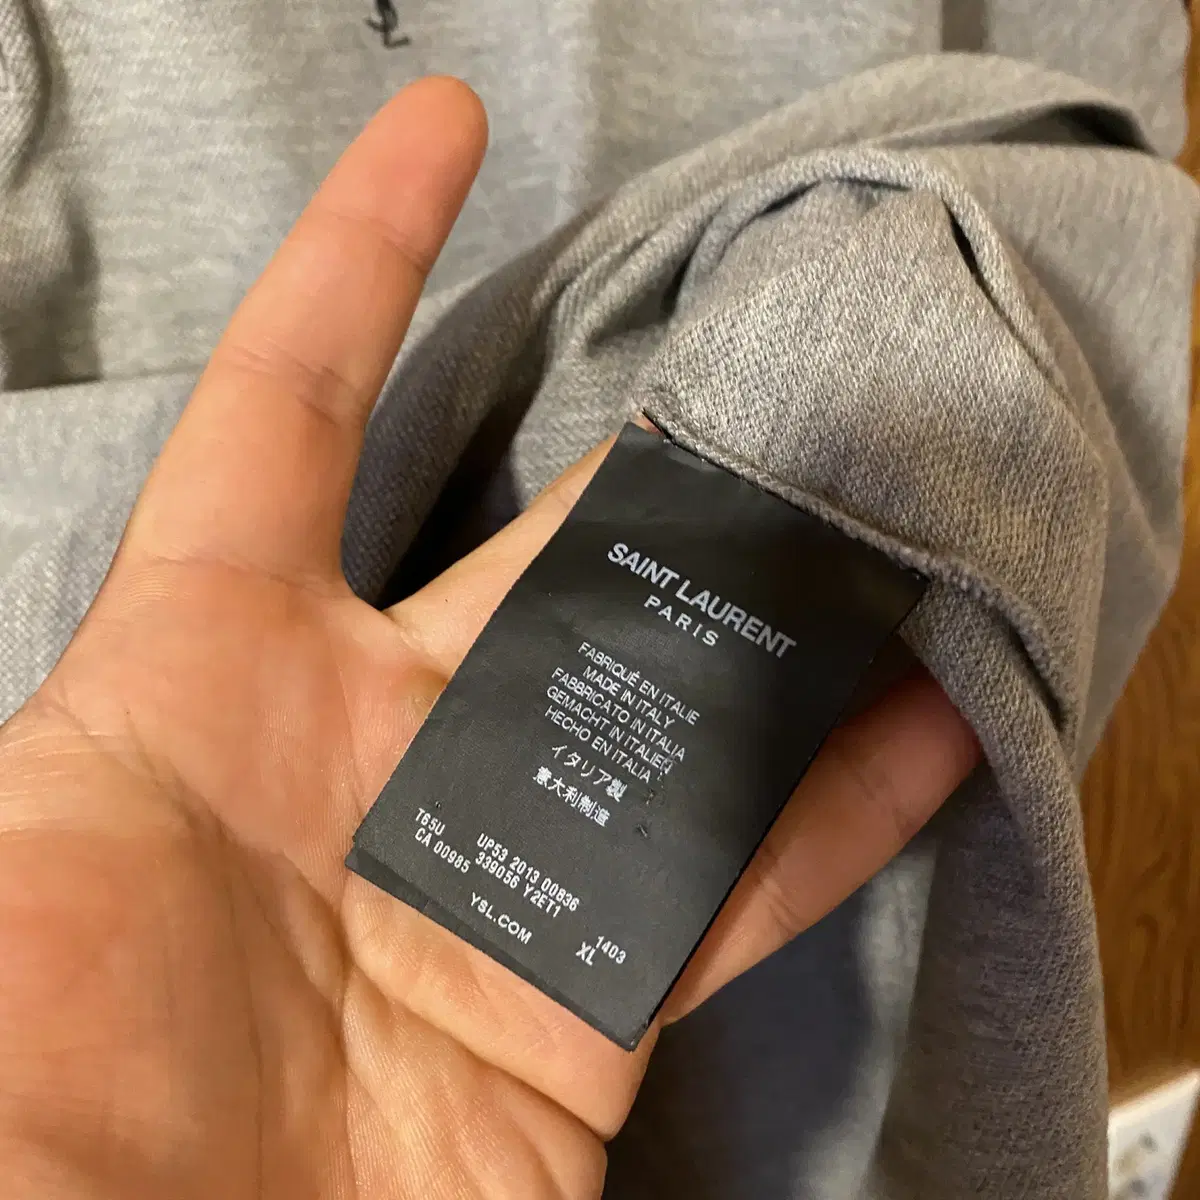 YSL
SAINT LAURENT
PARIS
FABRIQUÉ EN ITALIE
MADE IN ITALY
FABBRICATO IN ITALIA
GEMACHT IN ITALIEN
HECHO EN ITALIA
イタリア製
意大利制造
T65U UP53 2013 00836
CA 00985 339056 Y2ET1
YSL.COM
1403
XL